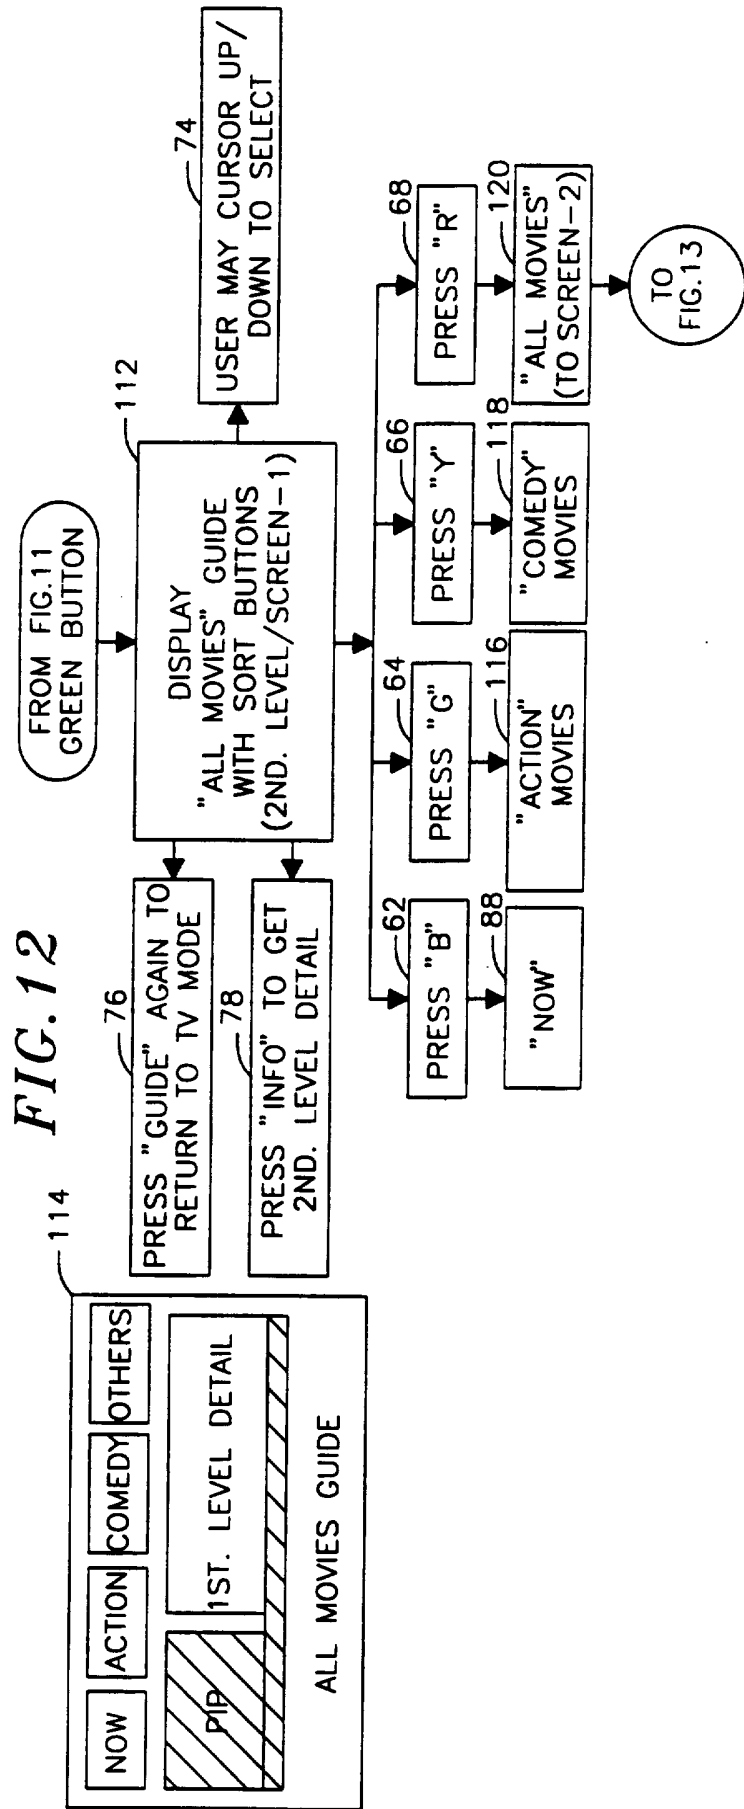 FIG.12
114
NOW
ACTION
COMEDY
OTHERS
PIP
1ST. LEVEL DETAIL
ALL MOVIES GUIDE
FROM FIG.11
GREEN BUTTON
112
DISPLAY
"ALL MOVIES" GUIDE
WITH SORT BUTTONS
(2ND. LEVEL/SCREEN-1)
76
PRESS "GUIDE" AGAIN TO
RETURN TO TV MODE
78
PRESS "INFO" TO GET
2ND. LEVEL DETAIL
74
USER MAY CURSOR UP/
DOWN TO SELECT
62
PRESS "B"
64
PRESS "G"
66
PRESS "Y"
68
PRESS "R"
88
"NOW"
116
"ACTION"
MOVIES
118
"COMEDY"
MOVIES
120
"ALL MOVIES"
(TO SCREEN-2)
TO
FIG.13